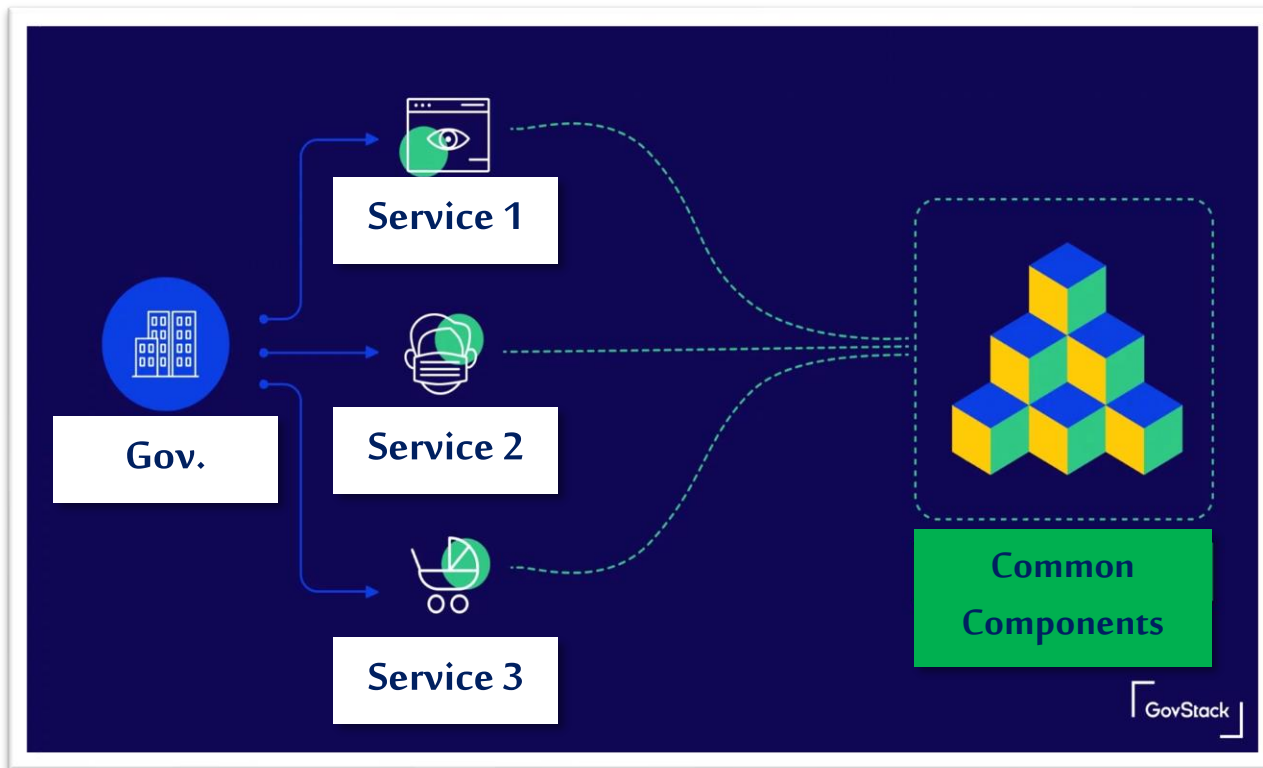 Service 1
Gov.
Service 2
Service 3
Common
Components
GovStack